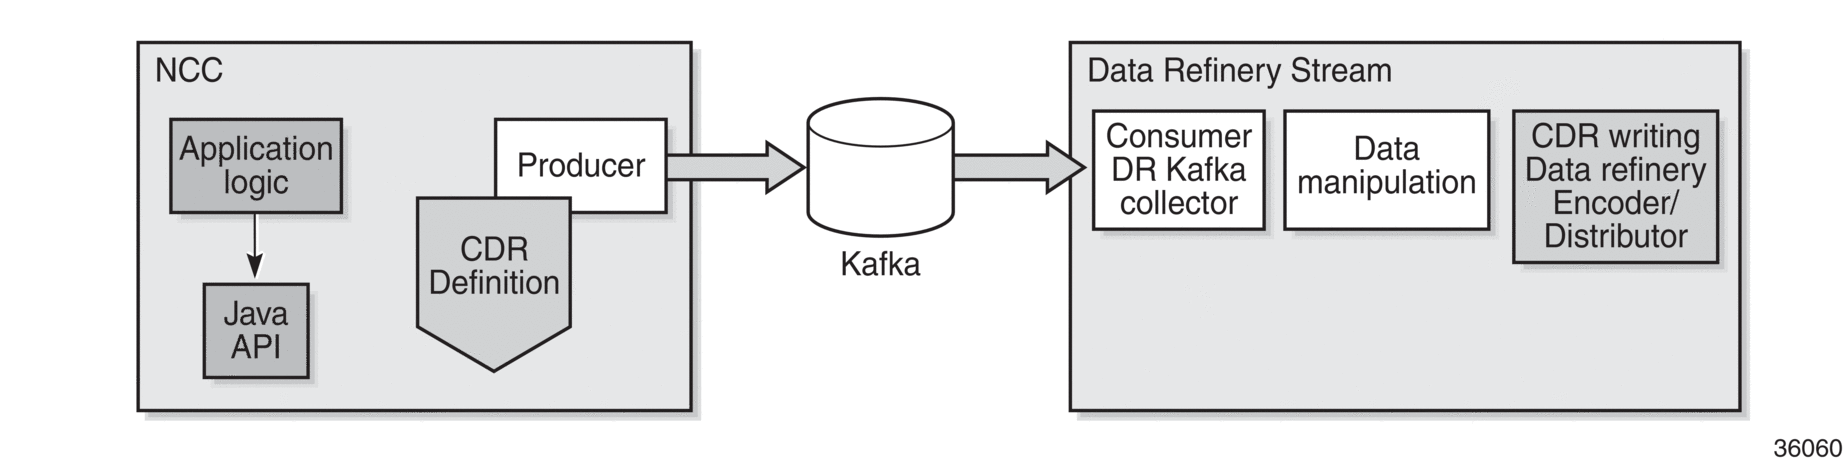 NCC
Application
logic
Java
API
Producer
CDR
Definition
Kafka
Data Refinery Stream
Consumer
DR Kafka
collector
Data
manipulation
CDR writing
Data refinery
Encoder/
Distributor
36060